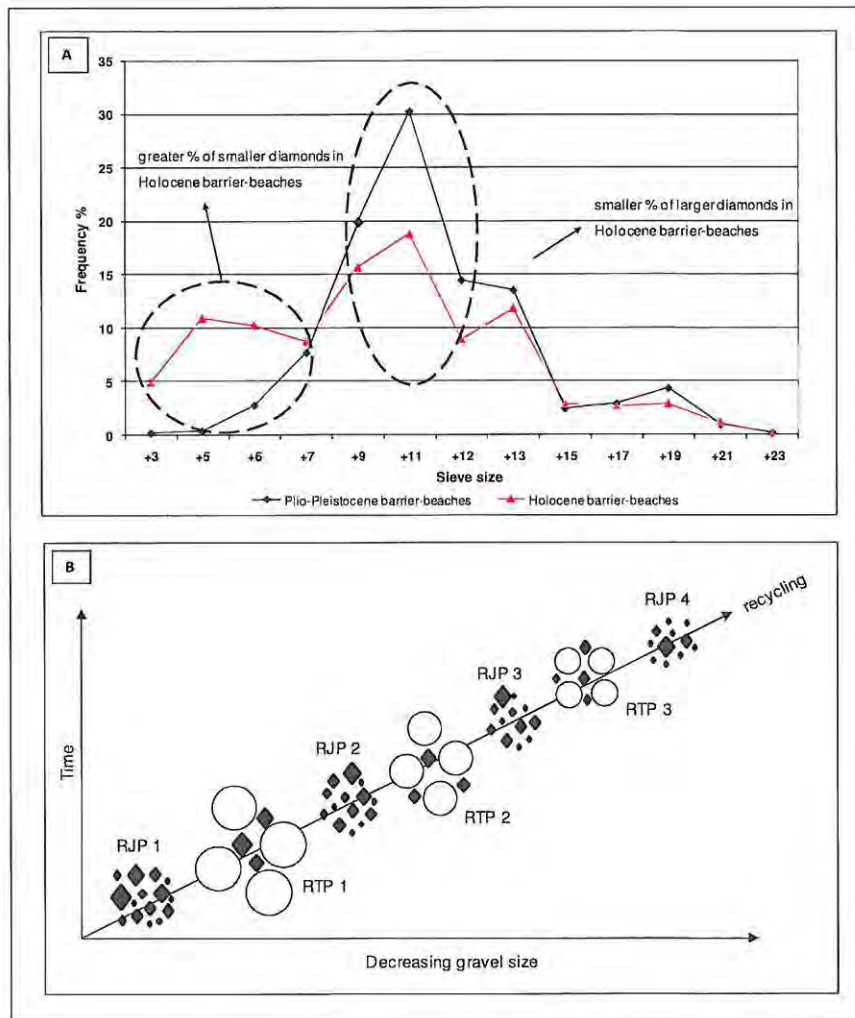 A
35
30
25
20
15
10
5
0
Frequency %
greater % of smaller diamonds in
Holocene barrier-beaches
smaller % of larger diamonds in
Holocene barrier-beaches
+3 +5 +6 +7 +9 +11 +12 +13 +15 +17 +19 +21 +23
Sieve size
Plio-Pleistocene barrier-beaches Holocene barrier-beaches
B
Time
RJP 1
RTP 1
RJP 2
RTP 2
RJP 3
RTP 3
RJP 4
recycling
Decreasing gravel size